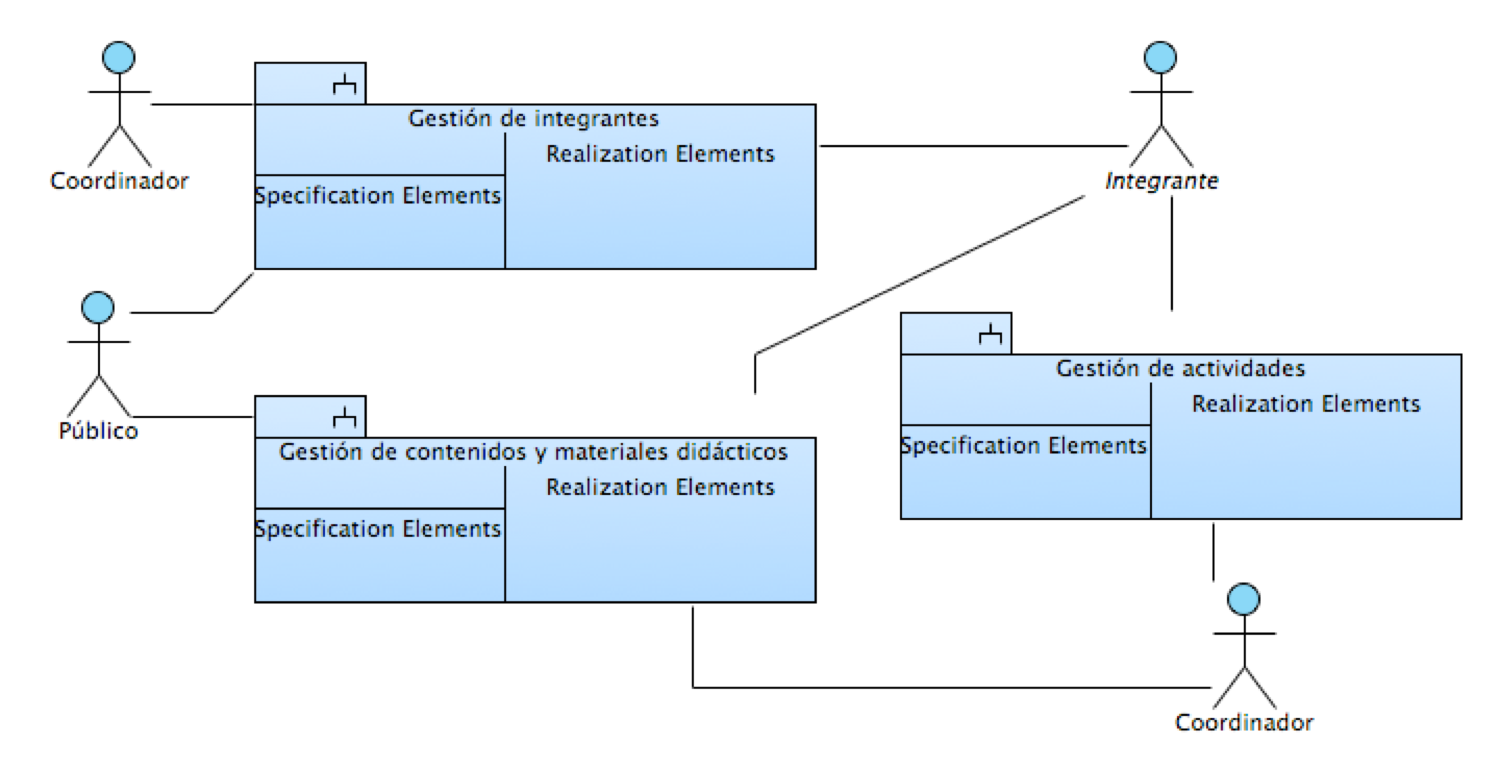 Coordinador
Gestión de integrantes
Realization Elements
Specification Elements
Integrante
Público
Gestión de contenidos y materiales didácticos
Realization Elements
Specification Elements
Gestión de actividades
Realization Elements
Specification Elements
Coordinador